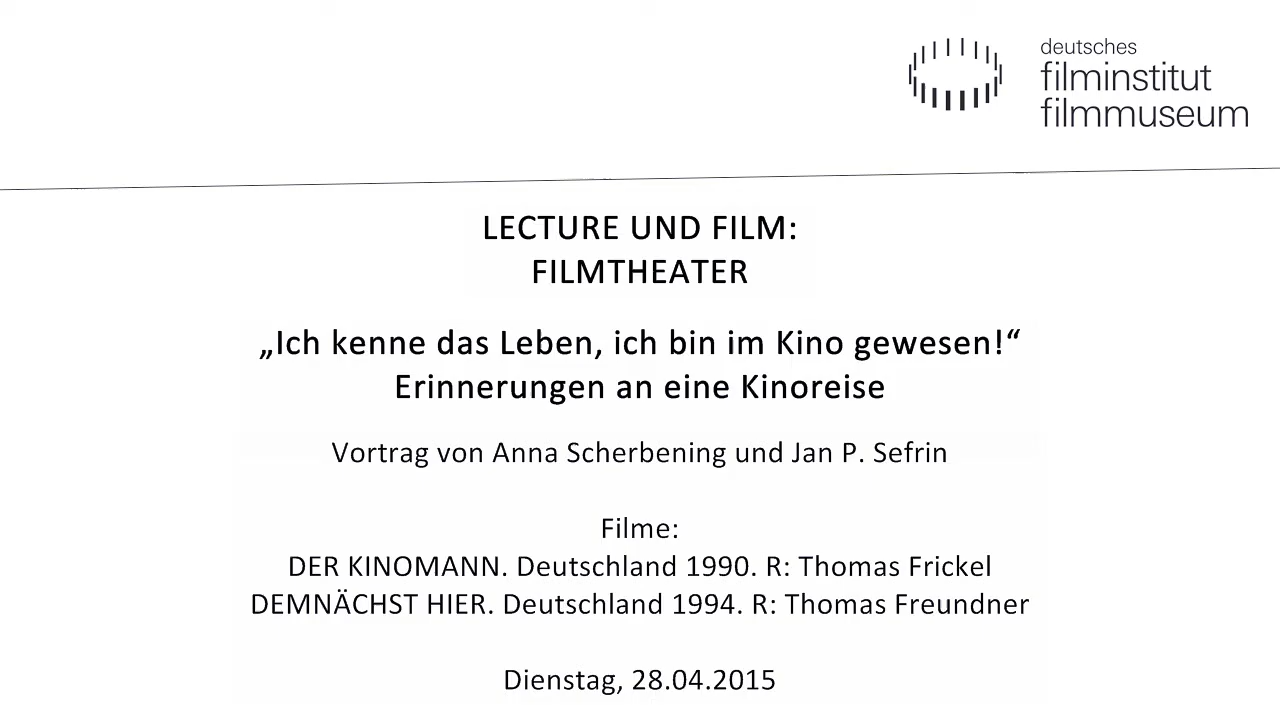 deutsches
filminstitut
filmmuseum
LECTURE UND FILM:
FILMTHEATER
„Ich kenne das Leben, ich bin im Kino gewesen!“
Erinnerungen an eine Kinoreise
Vortrag von Anna Scherbening und Jan P. Sefrin
Filme:
DER KINOMANN. Deutschland 1990. R: Thomas Frickel
DEMNÄCHST HIER. Deutschland 1994. R: Thomas Freundner
Dienstag, 28.04.2015